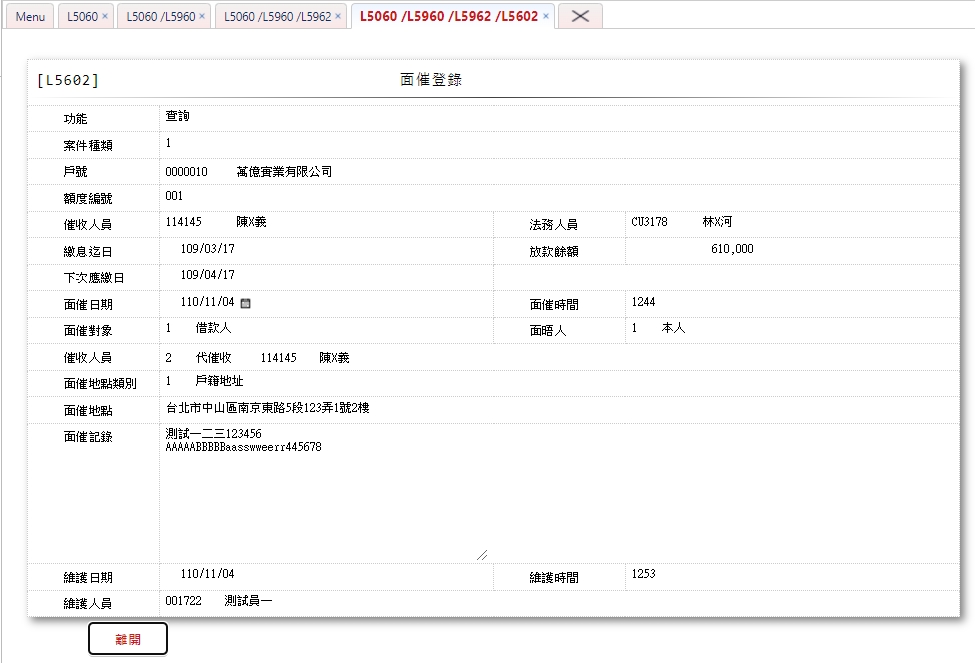 Menu L5060 × L5060 /L5960 × L5060 /L5960 /L5962 × L5060 /L5960 /L5962 /L5602 ×
[L5602] 面催登錄
功能 查詢
案件種類 1
戶號 0000010 萬億實業有限公司
額度編號 001
催收人員 114145 陳X義 法務人員 CU3178 林X河
繳息迄日 109/03/17 放款餘額 610,000
下次應繳日 109/04/17
面催日期 110/11/04 面催時間 1244
面催對象 1 借款人 面晤人 1 本人
催收人員 2 代催收 114145 陳X義
面催地點類別 1 戶籍地址
面催地點 台北市中山區南京東路5段123弄1號2樓
面催記錄 測試一二三123456
AAAAABBBBBaasswweerr445678
維護日期 110/11/04 維護時間 1253
維護人員 001722 測試員一
離開